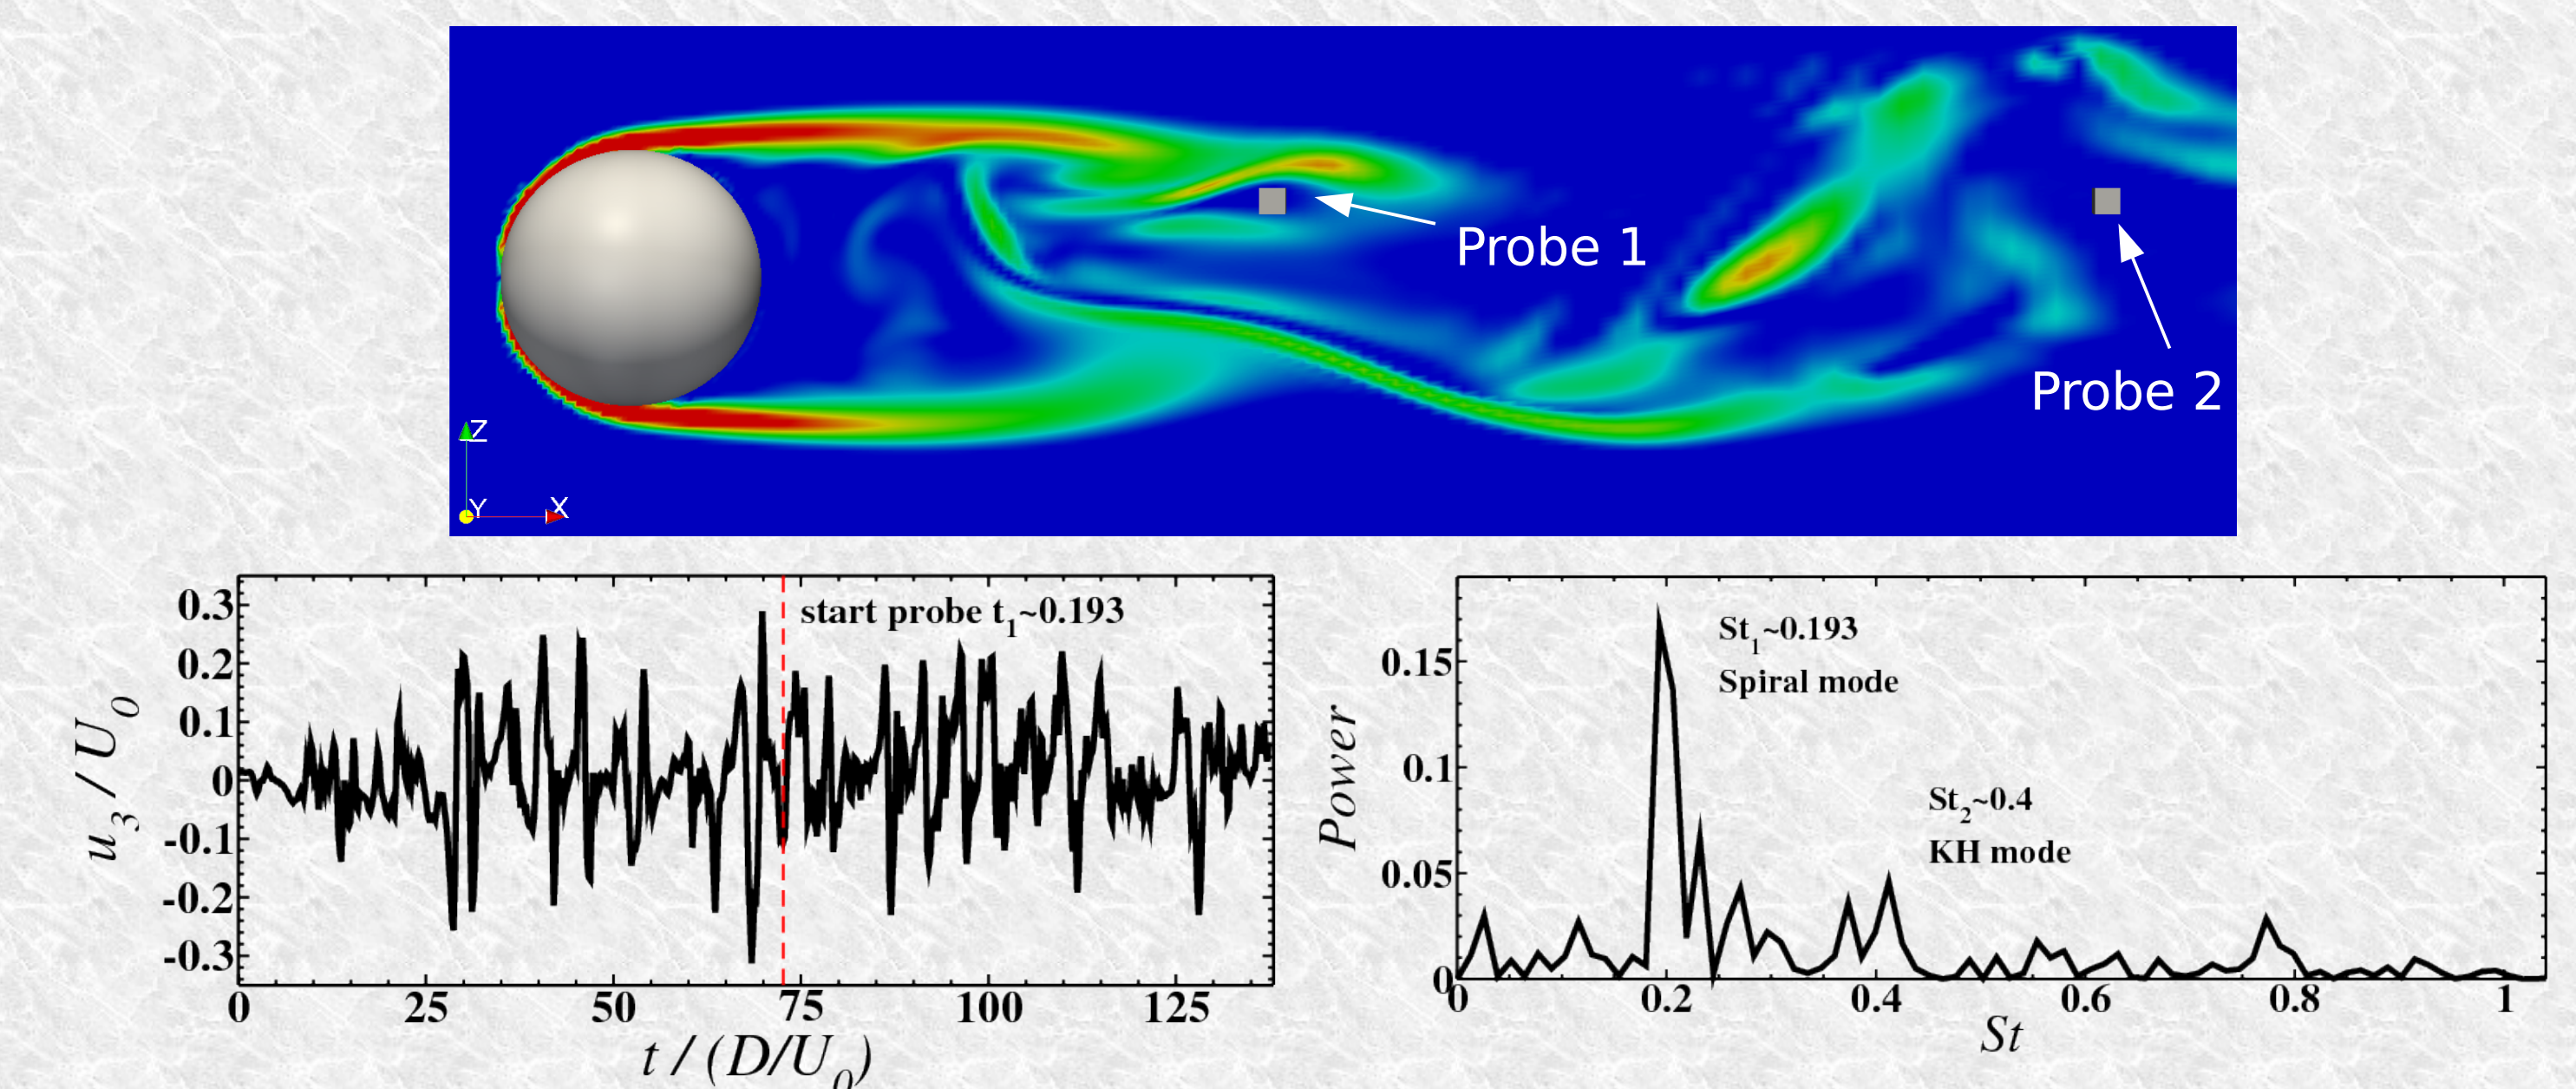 Probe 1
Probe 2
Z
Y
X
0.3
0.2
0.1
0
-0.1
-0.2
-0.3
start probe t1~0.193
u3 / U0
0 25 50 75 100 125
t / (D/U0)
0.15
0.1
0.05
0
Power
St1~0.193
Spiral mode
St2~0.4
KH mode
0 0.2 0.4 0.6 0.8 1
St